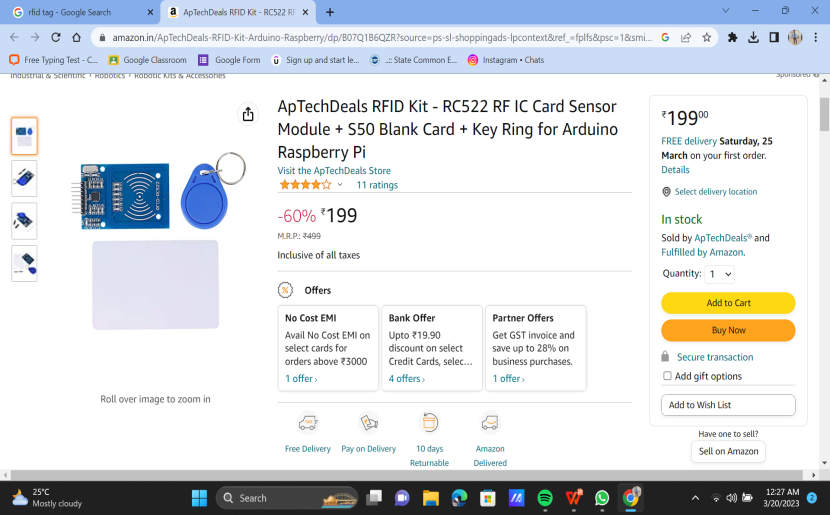 rfid tag - Google Search
ApTechDeals RFID Kit - RC522 RF
amazon.in/ApTechDeals-RFID-Kit-Arduino-Raspberry/dp/B07Q1B6QZR?source=ps-sl-shoppingads-lpcontext&ref_=fplfs&psc=1&smi...
Free Typing Test - C...
Google Classroom
Google Form
Sign up and start le...
..:: State Common E...
Instagram • Chats
Industrial & Scientific › Robotics › Robotic Kits & Accessories
Sponsored
ApTechDeals RFID Kit - RC522 RF IC Card Sensor
Module + S50 Blank Card + Key Ring for Arduino
Raspberry Pi
Visit the ApTechDeals Store
11 ratings
-60% ₹199
M.R.P.: ₹499
Inclusive of all taxes
Offers
No Cost EMI
Avail No Cost EMI on
select cards for
orders above ₹3000
1 offer ›
Bank Offer
Upto ₹19.90
discount on select
Credit Cards, selec...
4 offers ›
Partner Offers
Get GST invoice and
save up to 28% on
business purchases.
1 offer ›
Free Delivery
Pay on Delivery
10 days
Returnable
Amazon
Delivered
RFID-RC522
Roll over image to zoom in
₹19900
FREE delivery Saturday, 25
March on your first order.
Details
Select delivery location
In stock
Sold by ApTechDeals® and
Fulfilled by Amazon.
Quantity: 1
Add to Cart
Buy Now
Secure transaction
Add gift options
Add to Wish List
Have one to sell?
Sell on Amazon
25°C
Mostly cloudy
Search
12:27 AM
3/20/2023
2